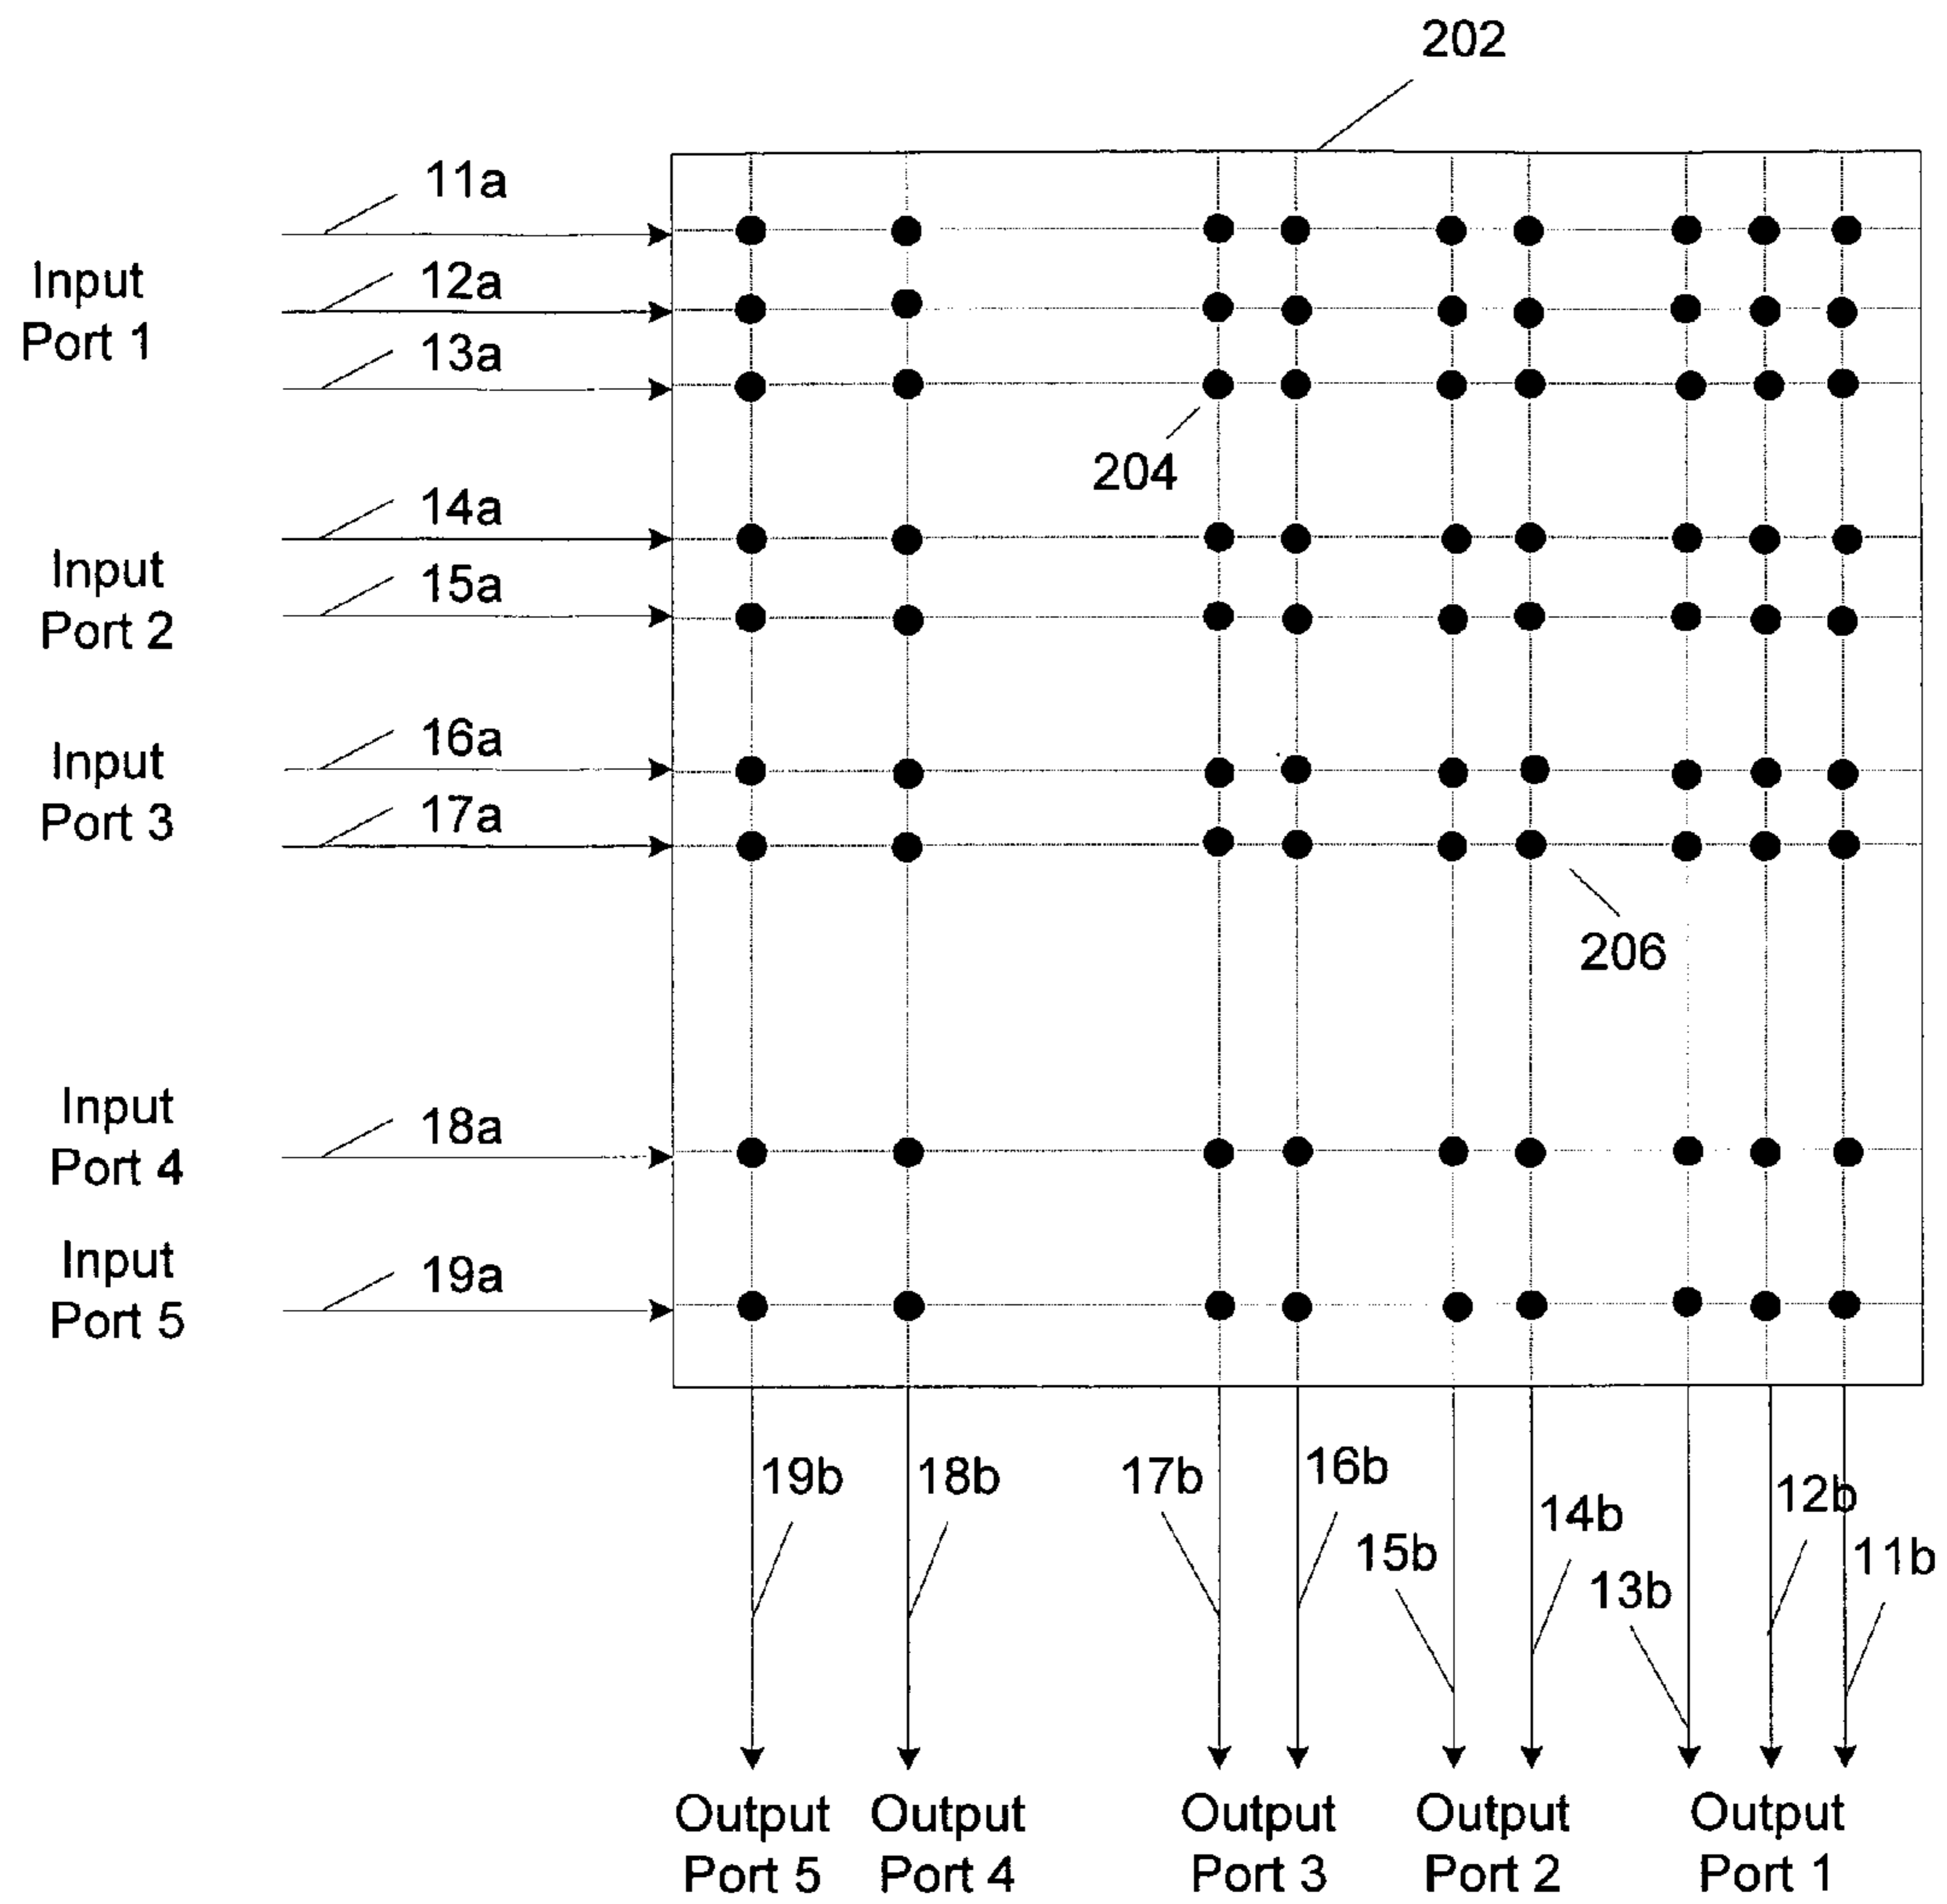 202
11a
Input
Port 1
12a
13a
204
14a
Input
Port 2
15a
16a
Input
Port 3
17a
206
Input
Port 4
18a
Input
Port 5
19a
19b
18b
17b
16b
15b
14b
13b
12b
11b
Output
Port 5
Output
Port 4
Output
Port 3
Output
Port 2
Output
Port 1